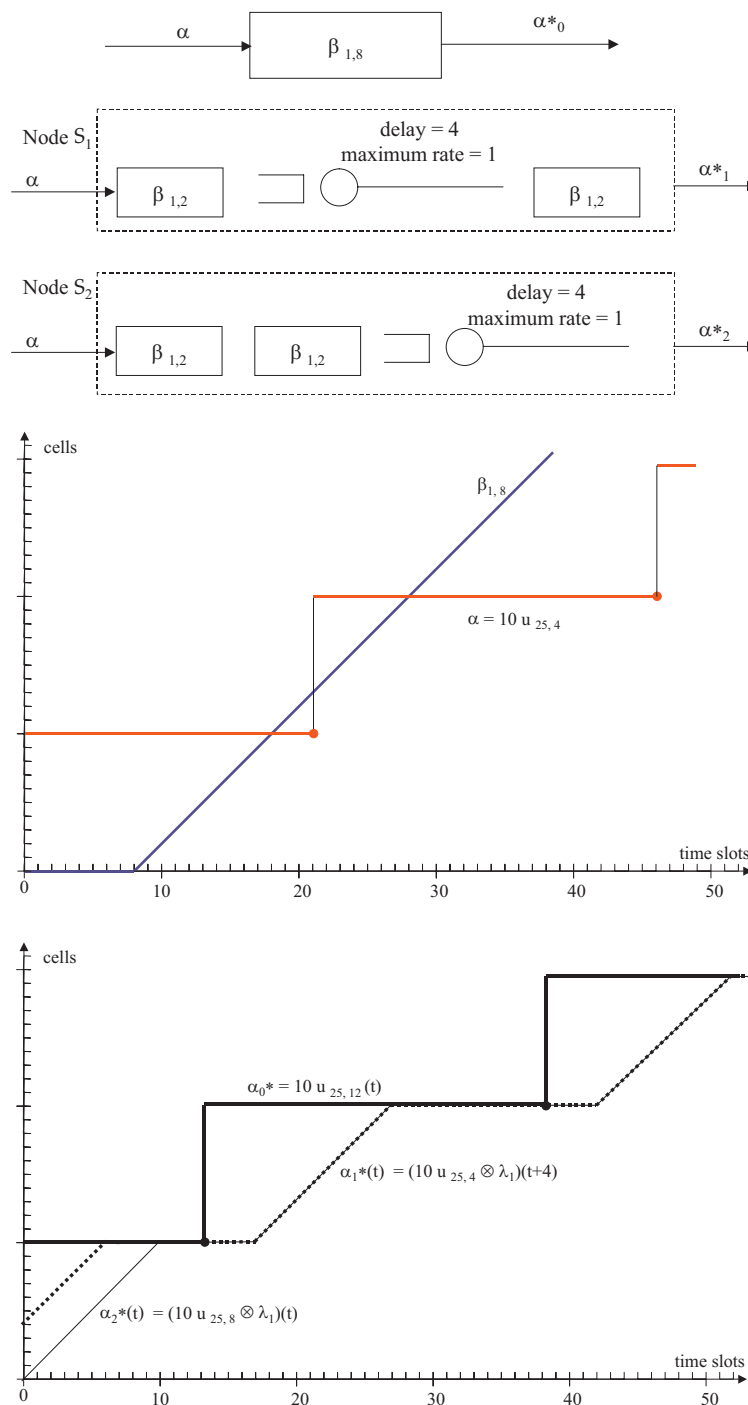 α
β 1,8
α*0
Node S1
delay = 4
maximum rate = 1
α
β 1,2
β 1,2
α*1
Node S2
delay = 4
maximum rate = 1
α
β 1,2
β 1,2
α*2
cells
β1, 8
α = 10 u 25, 4
time slots
0 10 20 30 40 50
cells
α0* = 10 u 25, 12 (t)
α1*(t) = (10 u 25, 4 ⊗ λ1)(t+4)
α2*(t) = (10 u 25, 8 ⊗ λ1)(t)
time slots
0 10 20 30 40 50